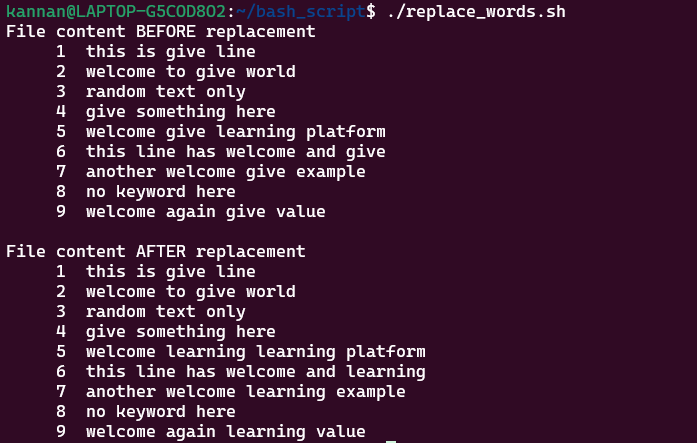 kannan@LAPTOP-G5COD8O2:~/bash_script$ ./replace_words.sh
File content BEFORE replacement
     1  this is give line
     2  welcome to give world
     3  random text only
     4  give something here
     5  welcome give learning platform
     6  this line has welcome and give
     7  another welcome give example
     8  no keyword here
     9  welcome again give value

File content AFTER replacement
     1  this is give line
     2  welcome to give world
     3  random text only
     4  give something here
     5  welcome learning learning platform
     6  this line has welcome and learning
     7  another welcome learning example
     8  no keyword here
     9  welcome again learning value